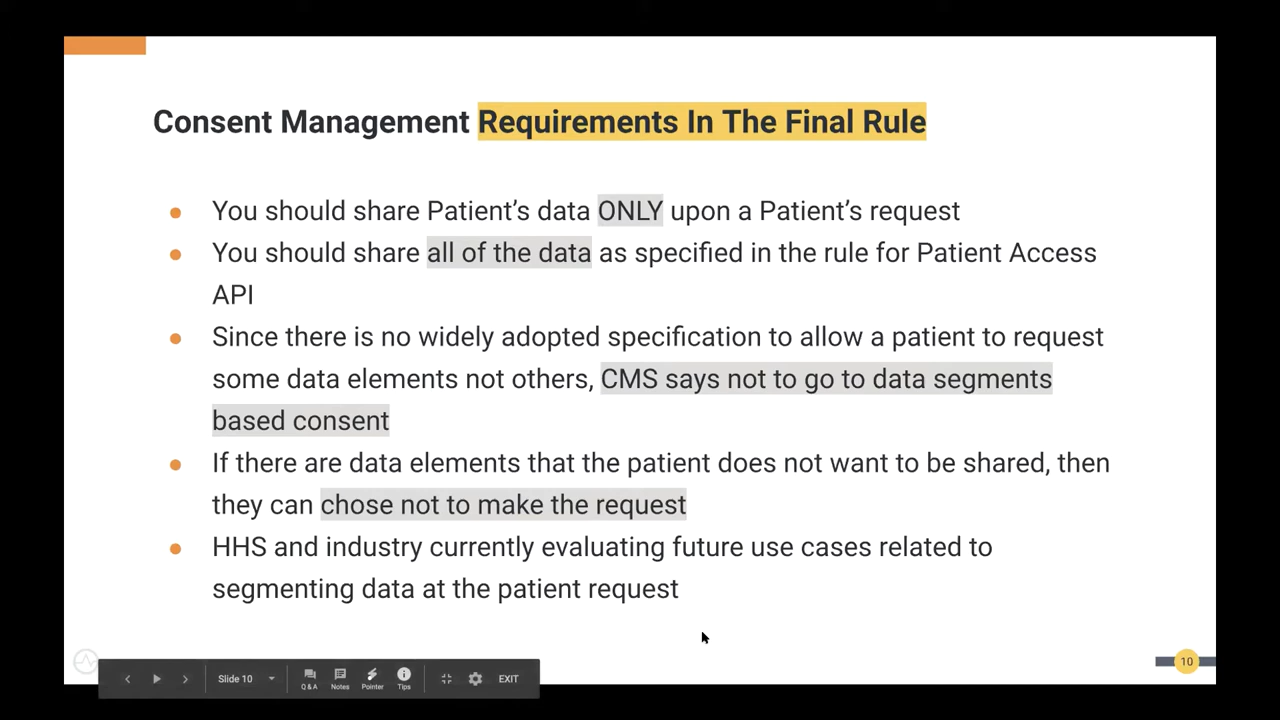 Consent Management Requirements In The Final Rule
You should share Patient's data ONLY upon a Patient's request
You should share all of the data as specified in the rule for Patient Access
API
Since there is no widely adopted specification to allow a patient to request
some data elements not others, CMS says not to go to data segments
based consent
If there are data elements that the patient does not want to be shared, then
they can chose not to make the request
HHS and industry currently evaluating future use cases related to
segmenting data at the patient request
10
Slide 10
Q & A
Notes
Pointer
Tips
EXIT